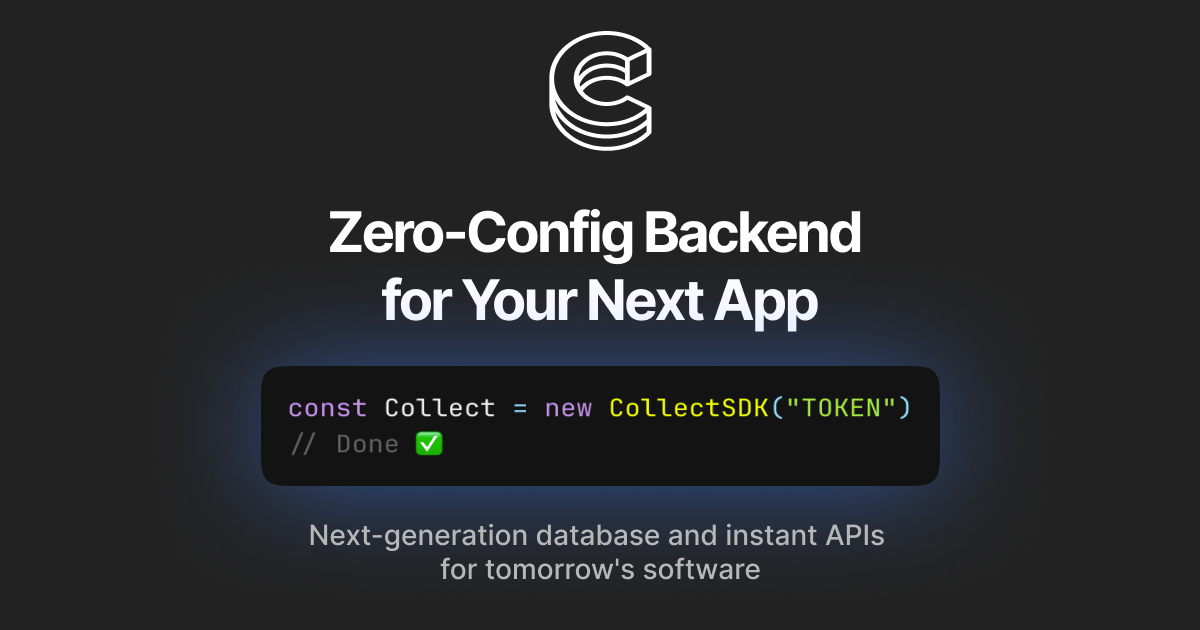 Zero-Config Backend
for Your Next App
const Collect = new CollectSDK("TOKEN")
// Done ✅
Next-generation database and instant APIs
for tomorrow's software